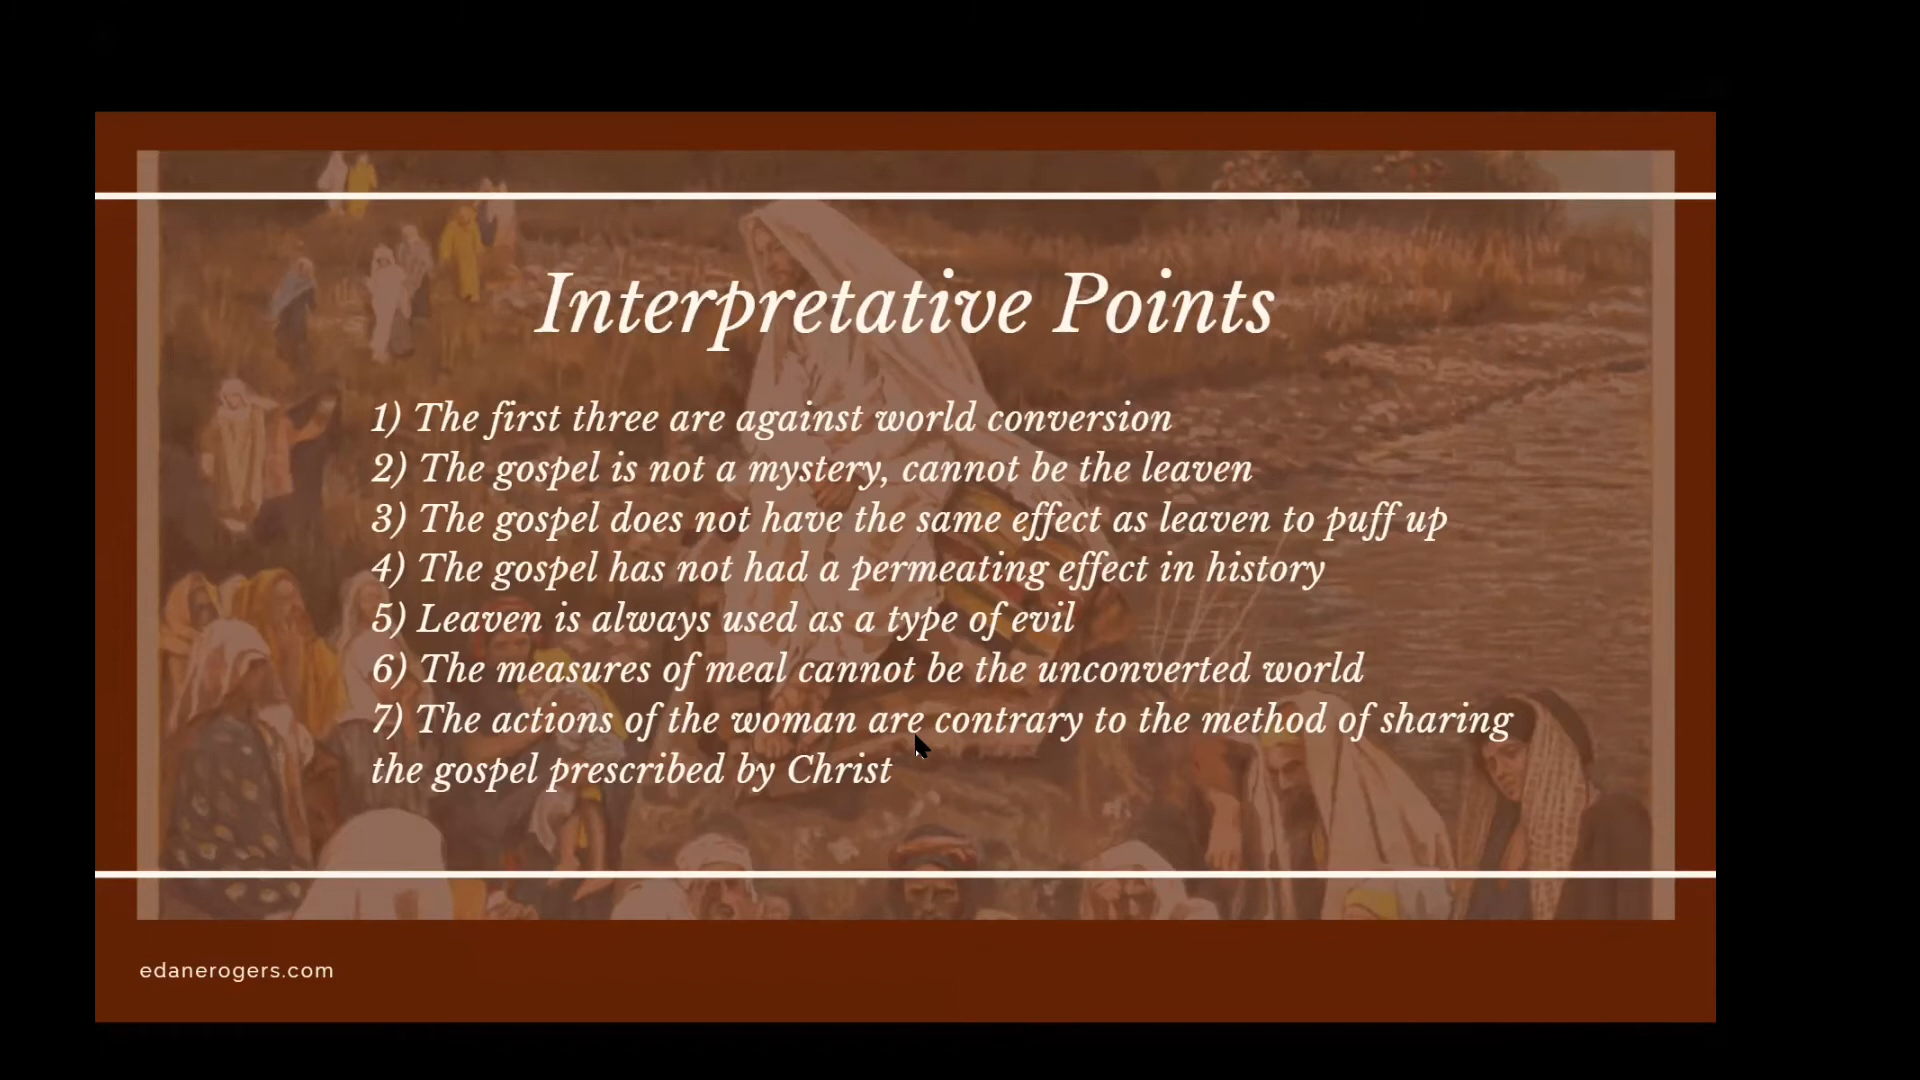 Interpretative Points
1) The first three are against world conversion
2) The gospel is not a mystery, cannot be the leaven
3) The gospel does not have the same effect as leaven to puff up
4) The gospel has not had a permeating effect in history
5) Leaven is always used as a type of evil
6) The measures of meal cannot be the unconverted world
7) The actions of the woman are contrary to the method of sharing
the gospel prescribed by Christ
edanerogers.com